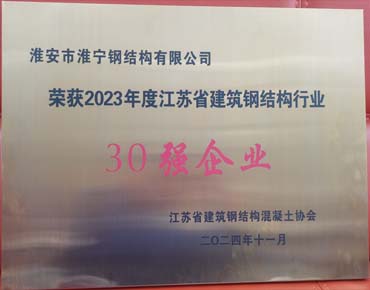 淮安市淮宁钢结构有限公司
荣获2023年度江苏省建筑钢结构行业
30强企业
江苏省建筑钢结构混凝土协会
二〇二四年十一月